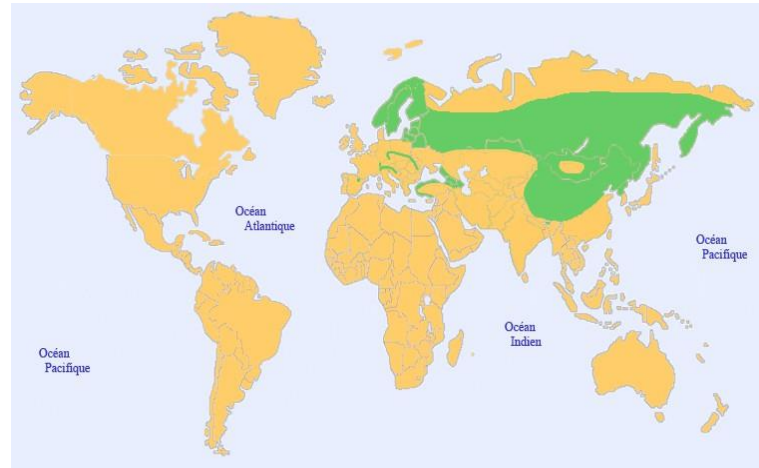 Océan
Atlantique
Océan
Pacifique
Océan
Indien
Océan
Pacifique